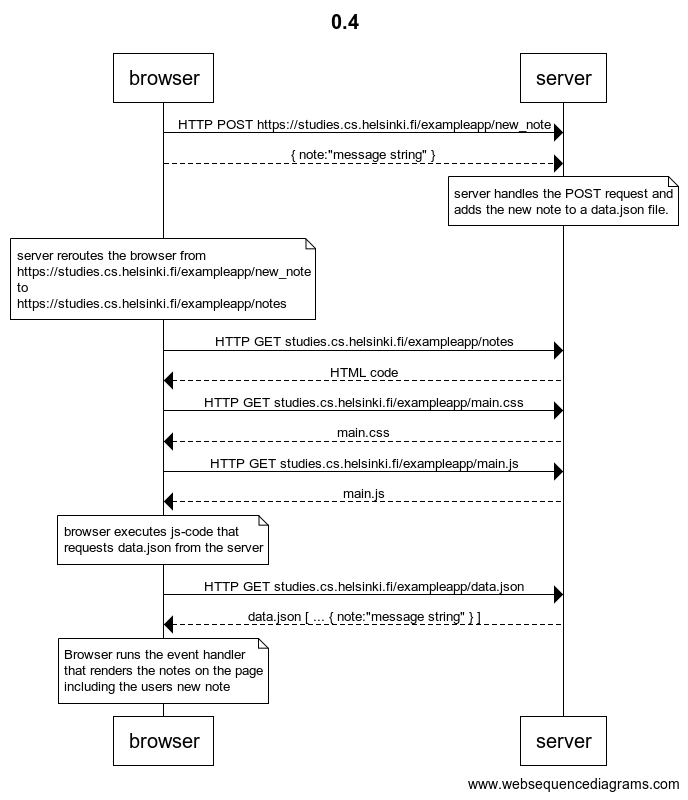 0.4
browser
server
HTTP POST https://studies.cs.helsinki.fi/exampleapp/new_note
{ note:"message string" }
server handles the POST request and
adds the new note to a data.json file.
server reroutes the browser from
https://studies.cs.helsinki.fi/exampleapp/new_note
to
https://studies.cs.helsinki.fi/exampleapp/notes
HTTP GET studies.cs.helsinki.fi/exampleapp/notes
HTML code
HTTP GET studies.cs.helsinki.fi/exampleapp/main.css
main.css
HTTP GET studies.cs.helsinki.fi/exampleapp/main.js
main.js
browser executes js-code that
requests data.json from the server
HTTP GET studies.cs.helsinki.fi/exampleapp/data.json
data.json [ ... { note:"message string" } ]
Browser runs the event handler
that renders the notes on the page
including the users new note
browser
server
www.websequencediagrams.com